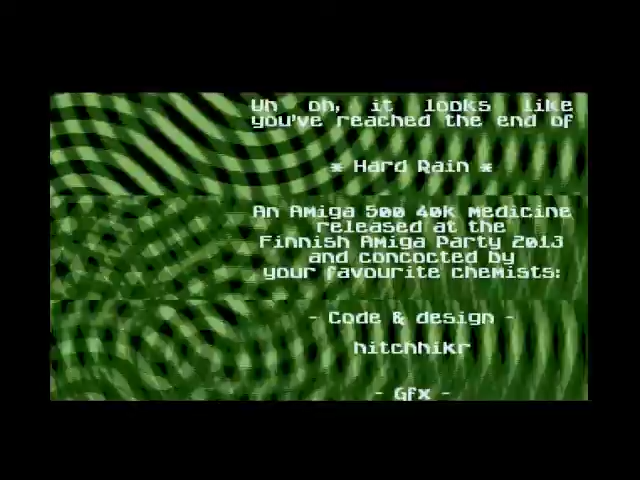 Uh oh, it looks like
you've reached the end of
* Hard Rain *
An Amiga 500 40k medicine
released at the
Finnish Amiga Party 2013
and concocted by
your favourite chemists:
- Code & design -
hitchhikr
- Gfx -